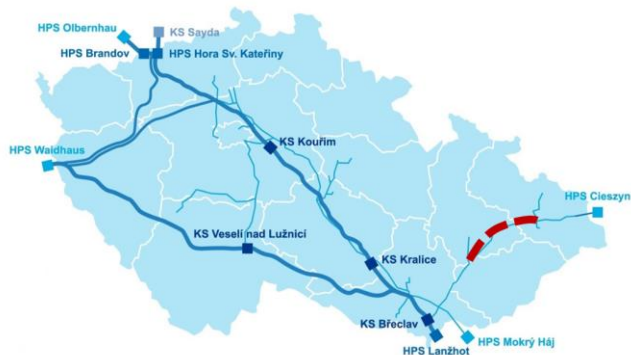 HPS Olbernhau
KS Sayda
HPS Brandov
HPS Hora Sv. Kateřiny
KS Kouřim
HPS Waidhaus
HPS Cieszyn
KS Veselí nad Lužnicí
KS Kralice
KS Břeclav
HPS Mokrý Háj
HPS Lanžhot